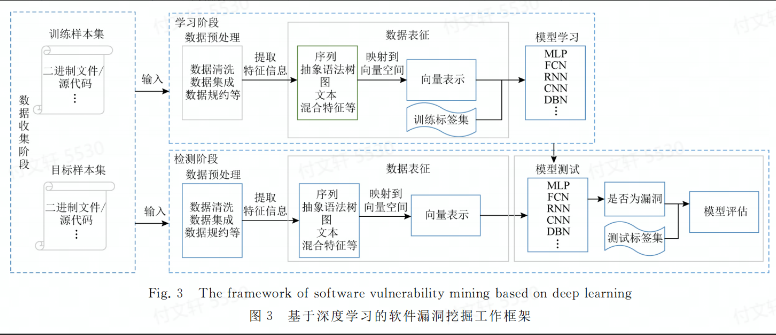 训练样本集
二进制文件/
源代码
⋮
数据收集阶段
目标样本集
二进制文件/
源代码
⋮
输入
输入
学习阶段
数据预处理
数据清洗
数据集成
数据规约等
提取
特征信息
数据表征
序列
抽象语法树
图
文本
混合特征等
映射到
向量空间
向量表示
训练标签集
模型学习
MLP
FCN
RNN
CNN
DBN
⋮
检测阶段
数据预处理
数据清洗
数据集成
数据规约等
提取
特征信息
数据表征
序列
抽象语法树
图
文本
混合特征等
映射到
向量空间
向量表示
模型测试
MLP
FCN
RNN
CNN
DBN
⋮
是否为漏洞
测试标签集
模型评估
Fig. 3 The framework of software vulnerability mining based on deep learning
图 3 基于深度学习的软件漏洞挖掘工作框架
付文轩 5530